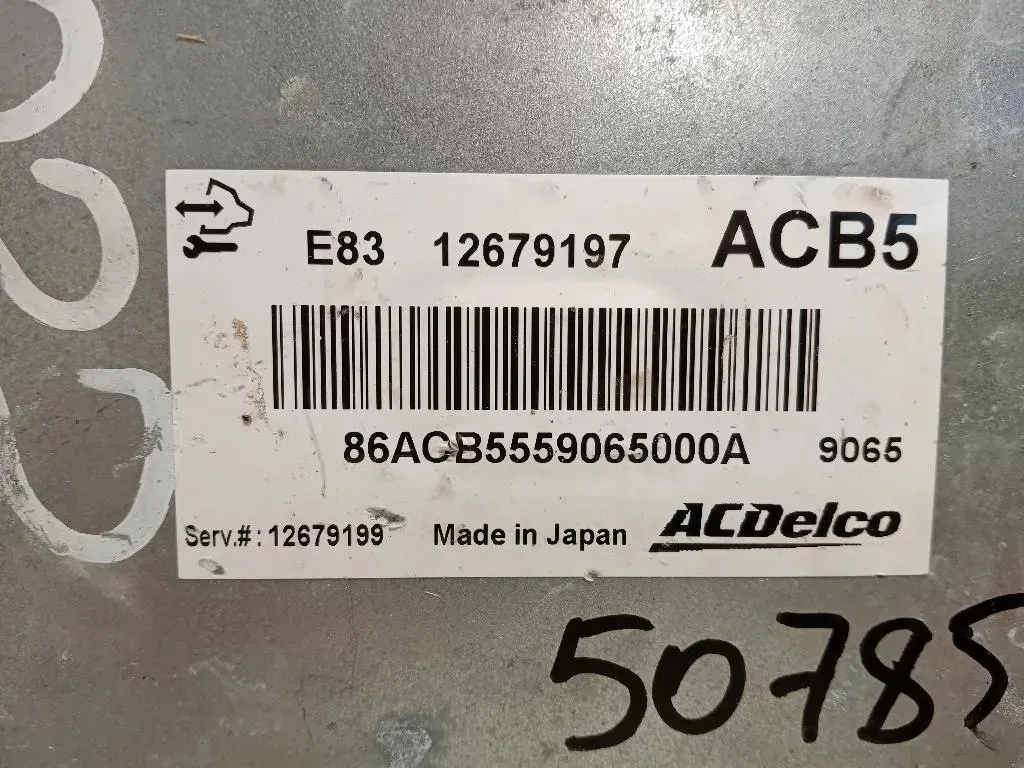 E83 12679197 ACB5
86ACB5559065000A 9065
Serv.#: 12679199 Made in Japan ACDelco
50785